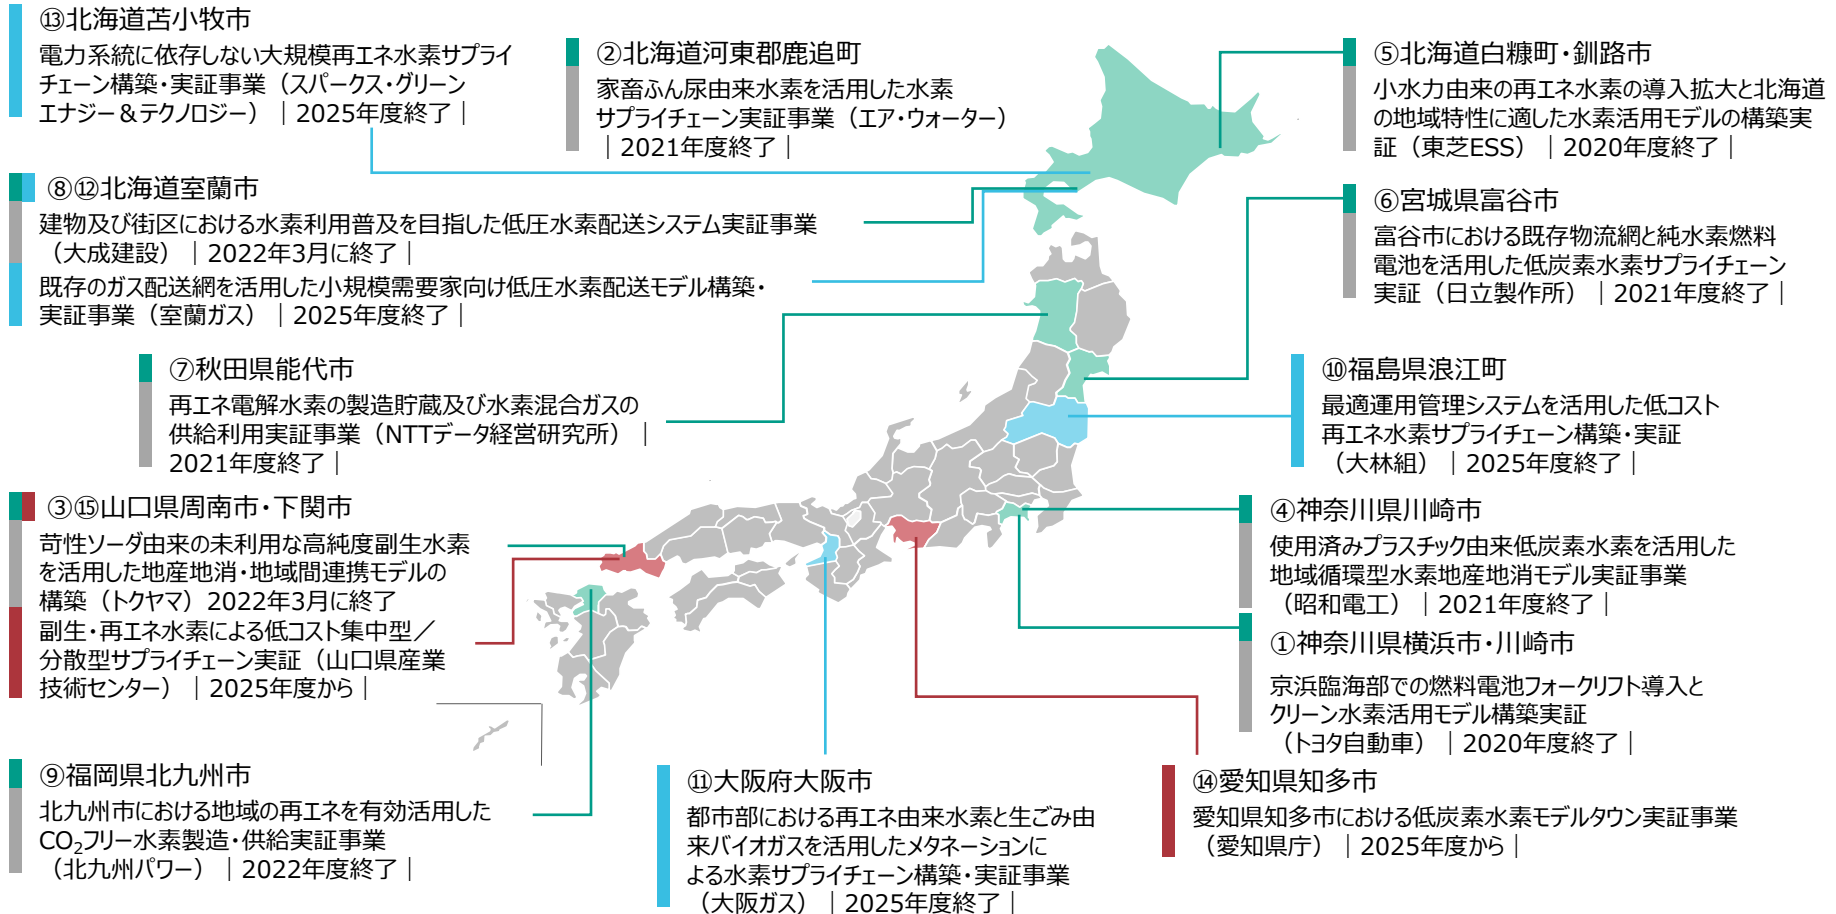 ⑬北海道苫小牧市
電力系統に依存しない大規模再エネ水素サプライ
チェーン構築・実証事業（スパークス・グリーン
エナジー＆テクノロジー）｜2025年度終了｜
②北海道河東郡鹿追町
家畜ふん尿由来水素を活用した水素
サプライチェーン実証事業（エア・ウォーター）
｜2021年度終了｜
⑤北海道白糠町・釧路市
小水力由来の再エネ水素の導入拡大と北海道
の地域特性に適した水素活用モデルの構築実
証（東芝ESS）｜2020年度終了｜
⑧⑫北海道室蘭市
建物及び街区における水素利用普及を目指した低圧水素配送システム実証事業
（大成建設）｜2022年3月に終了｜
既存のガス配送網を活用した小規模需要家向け低圧水素配送モデル構築・
実証事業（室蘭ガス）｜2025年度終了｜
⑥宮城県富谷市
富谷市における既存物流網と純水素燃料
電池を活用した低炭素水素サプライチェーン
実証（日立製作所）｜2021年度終了｜
⑦秋田県能代市
再エネ電解水素の製造貯蔵及び水素混合ガスの
供給利用実証事業（NTTデータ経営研究所）｜
2021年度終了｜
⑩福島県浪江町
最適運用管理システムを活用した低コスト
再エネ水素サプライチェーン構築・実証
（大林組）｜2025年度終了｜
③⑮山口県周南市・下関市
苛性ソーダ由来の未利用な高純度副生水素
を活用した地産地消・地域間連携モデルの
構築（トクヤマ）2022年3月に終了
副生・再エネ水素による低コスト集中型／
分散型サプライチェーン実証（山口県産業
技術センター）｜2025年度から｜
④神奈川県川崎市
使用済みプラスチック由来低炭素水素を活用した
地域循環型水素地産地消モデル実証事業
（昭和電工）｜2021年度終了｜
①神奈川県横浜市・川崎市
京浜臨海部での燃料電池フォークリフト導入と
クリーン水素活用モデル構築実証
（トヨタ自動車）｜2020年度終了｜
⑨福岡県北九州市
北九州市における地域の再エネを有効活用した
CO₂フリー水素製造・供給実証事業
（北九州パワー）｜2022年度終了｜
⑪大阪府大阪市
都市部における再エネ由来水素と生ごみ由
来バイオガスを活用したメタネーションに
よる水素サプライチェーン構築・実証事業
（大阪ガス）｜2025年度終了｜
⑭愛知県知多市
愛知県知多市における低炭素水素モデルタウン実証事業
（愛知県庁）｜2025年度から｜